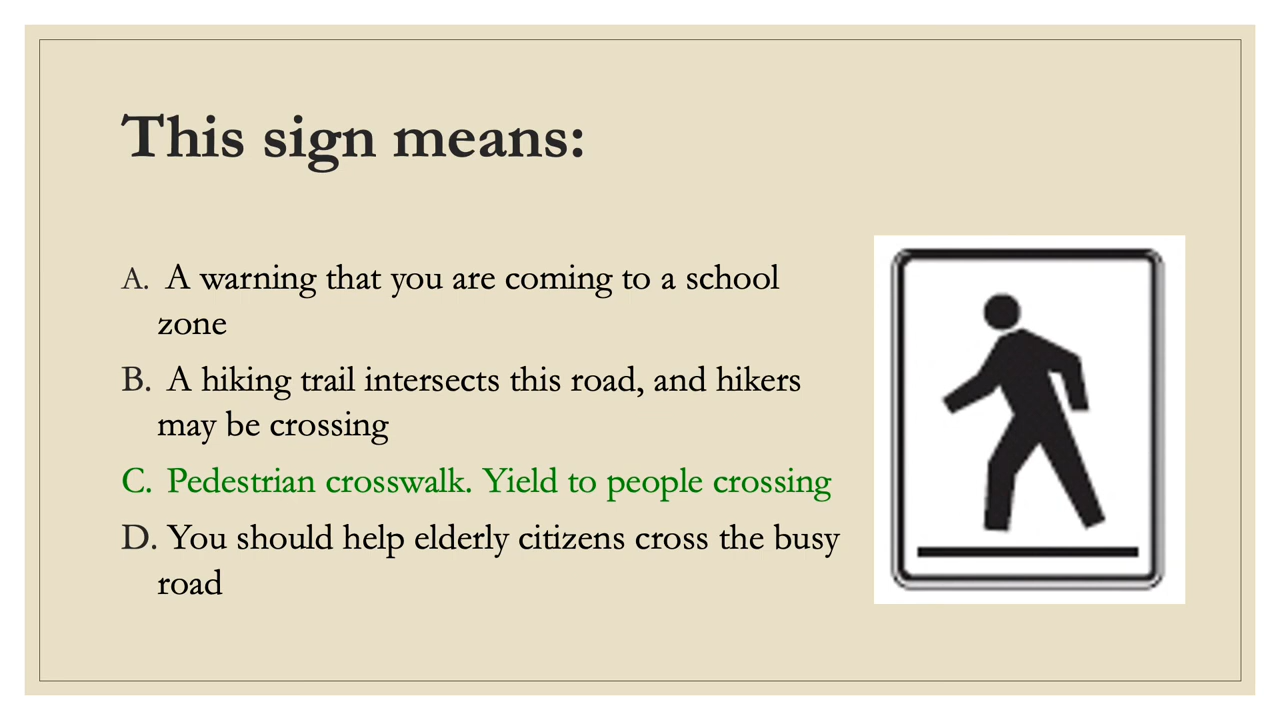 This sign means:
A. A warning that you are coming to a school
zone
B. A hiking trail intersects this road, and hikers
may be crossing
C. Pedestrian crosswalk. Yield to people crossing
D. You should help elderly citizens cross the busy
road